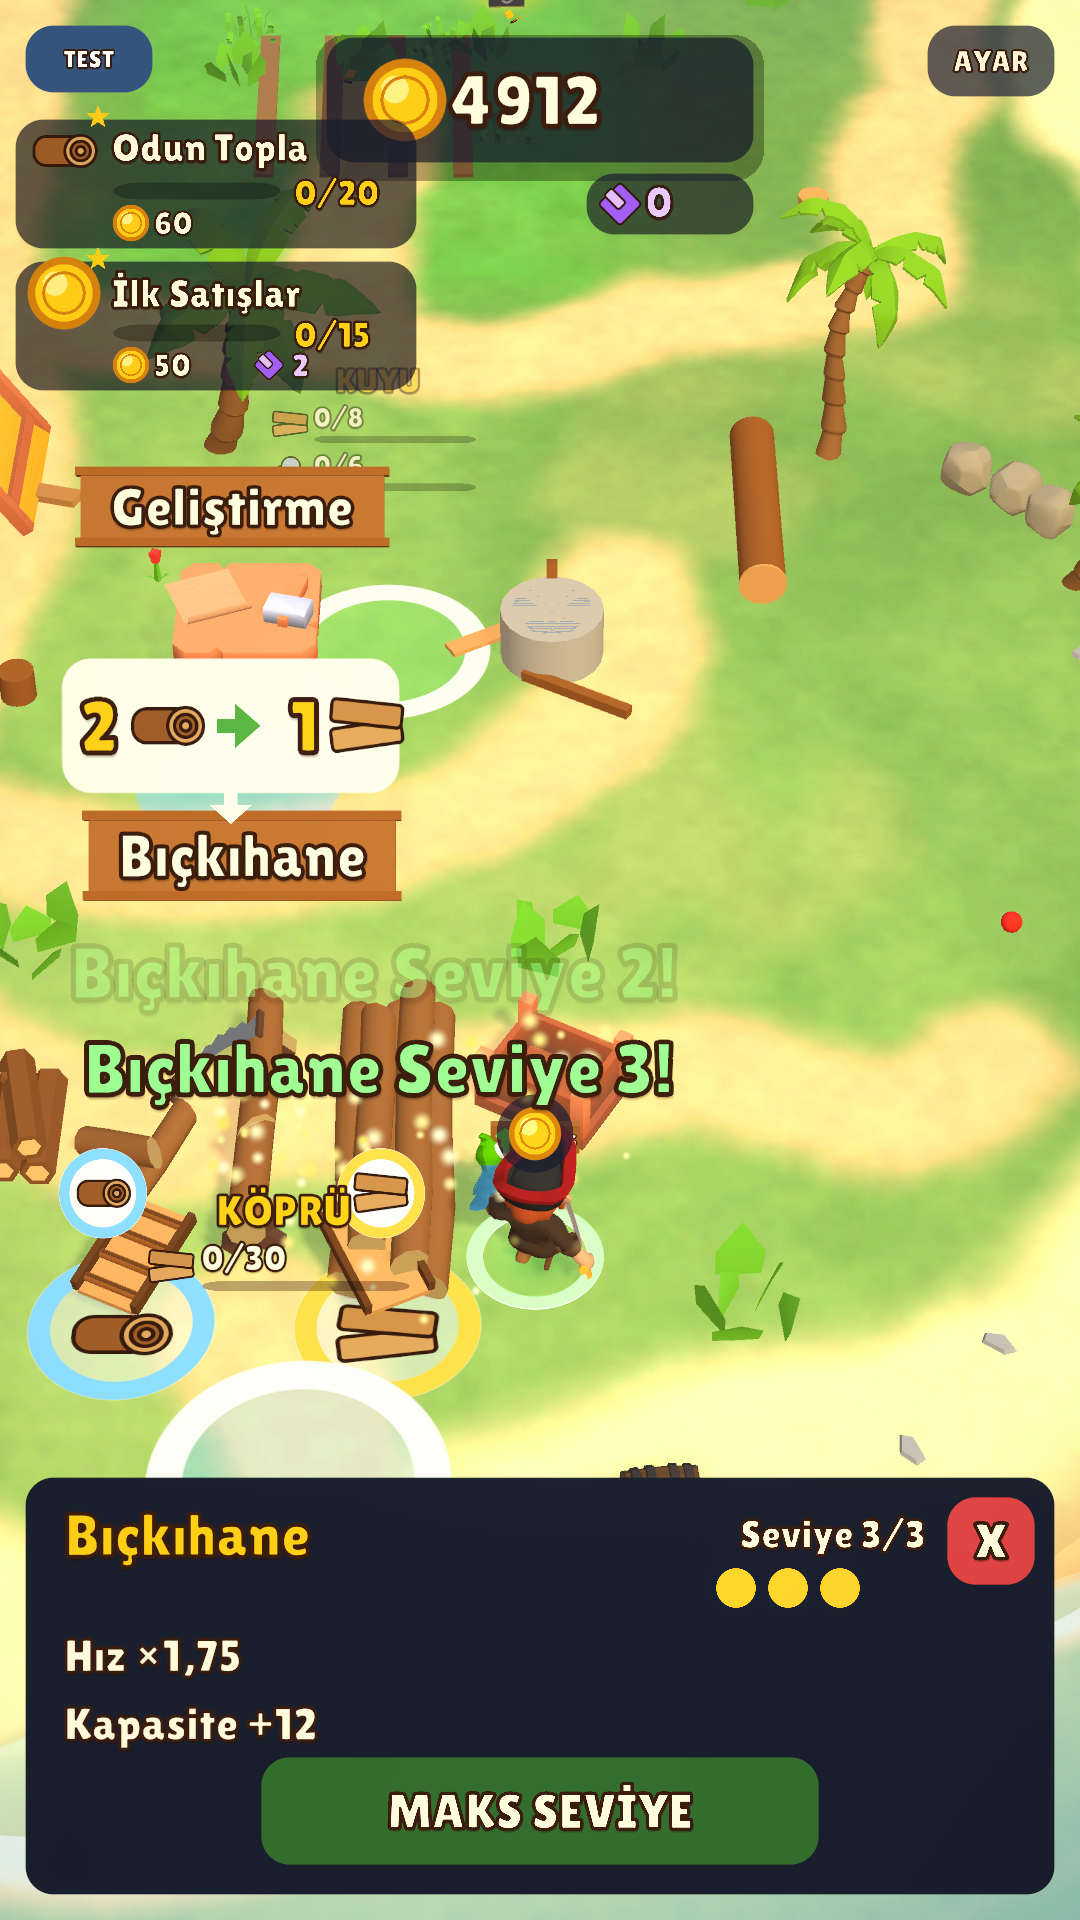 TEST
4912
AYAR
Odun Topla
0/20
60
0
İlk Satışlar
0/15
50
2
KUYU
0/8
0/6
Geliştirme
2
1
Bıçkıhane
Bıçkıhane Seviye 2!
Bıçkıhane Seviye 3!
KÖPRÜ
0/30
Bıçkıhane
Seviye 3/3
X
Hız ×1,75
Kapasite +12
MAKS SEVİYE